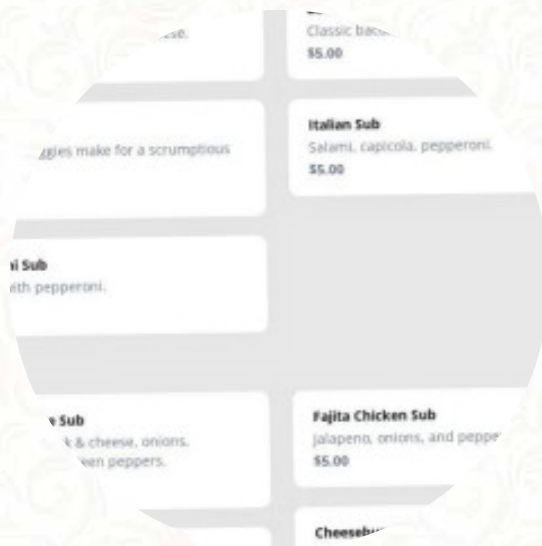 Classic
$5.00
make for a scrumptious
Italian Sub
Salami, capicola, pepperoni.
$5.00
Sub
with pepperoni.
Sub
& cheese, onions,
peppers.
Fajita Chicken Sub
Jalapeno, onions, and
$5.00